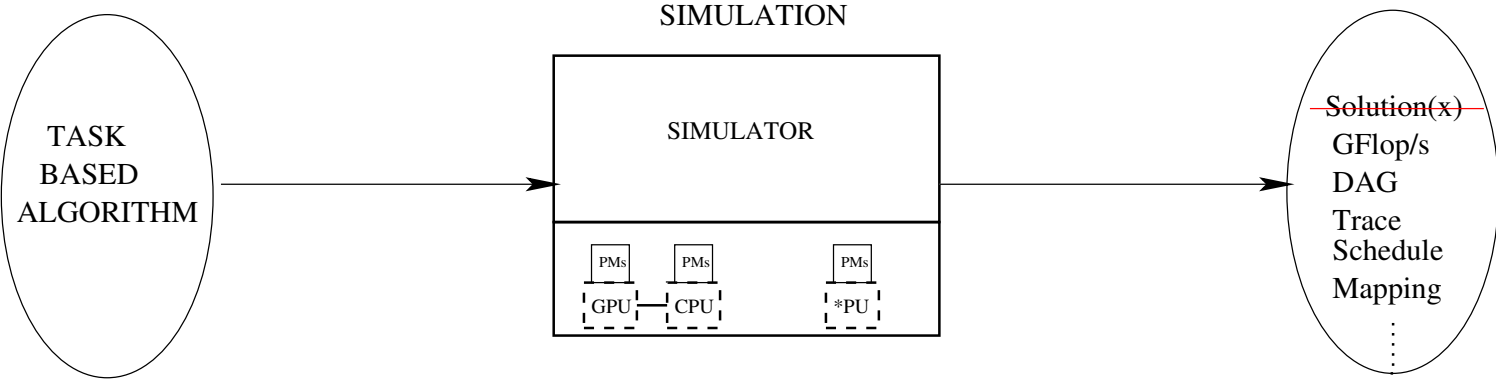 SIMULATION
TASK
BASED
ALGORITHM
SIMULATOR
PMs
PMs
PMs
GPU
CPU
*PU
Solution(x)
GFlop/s
DAG
Trace
Schedule
Mapping